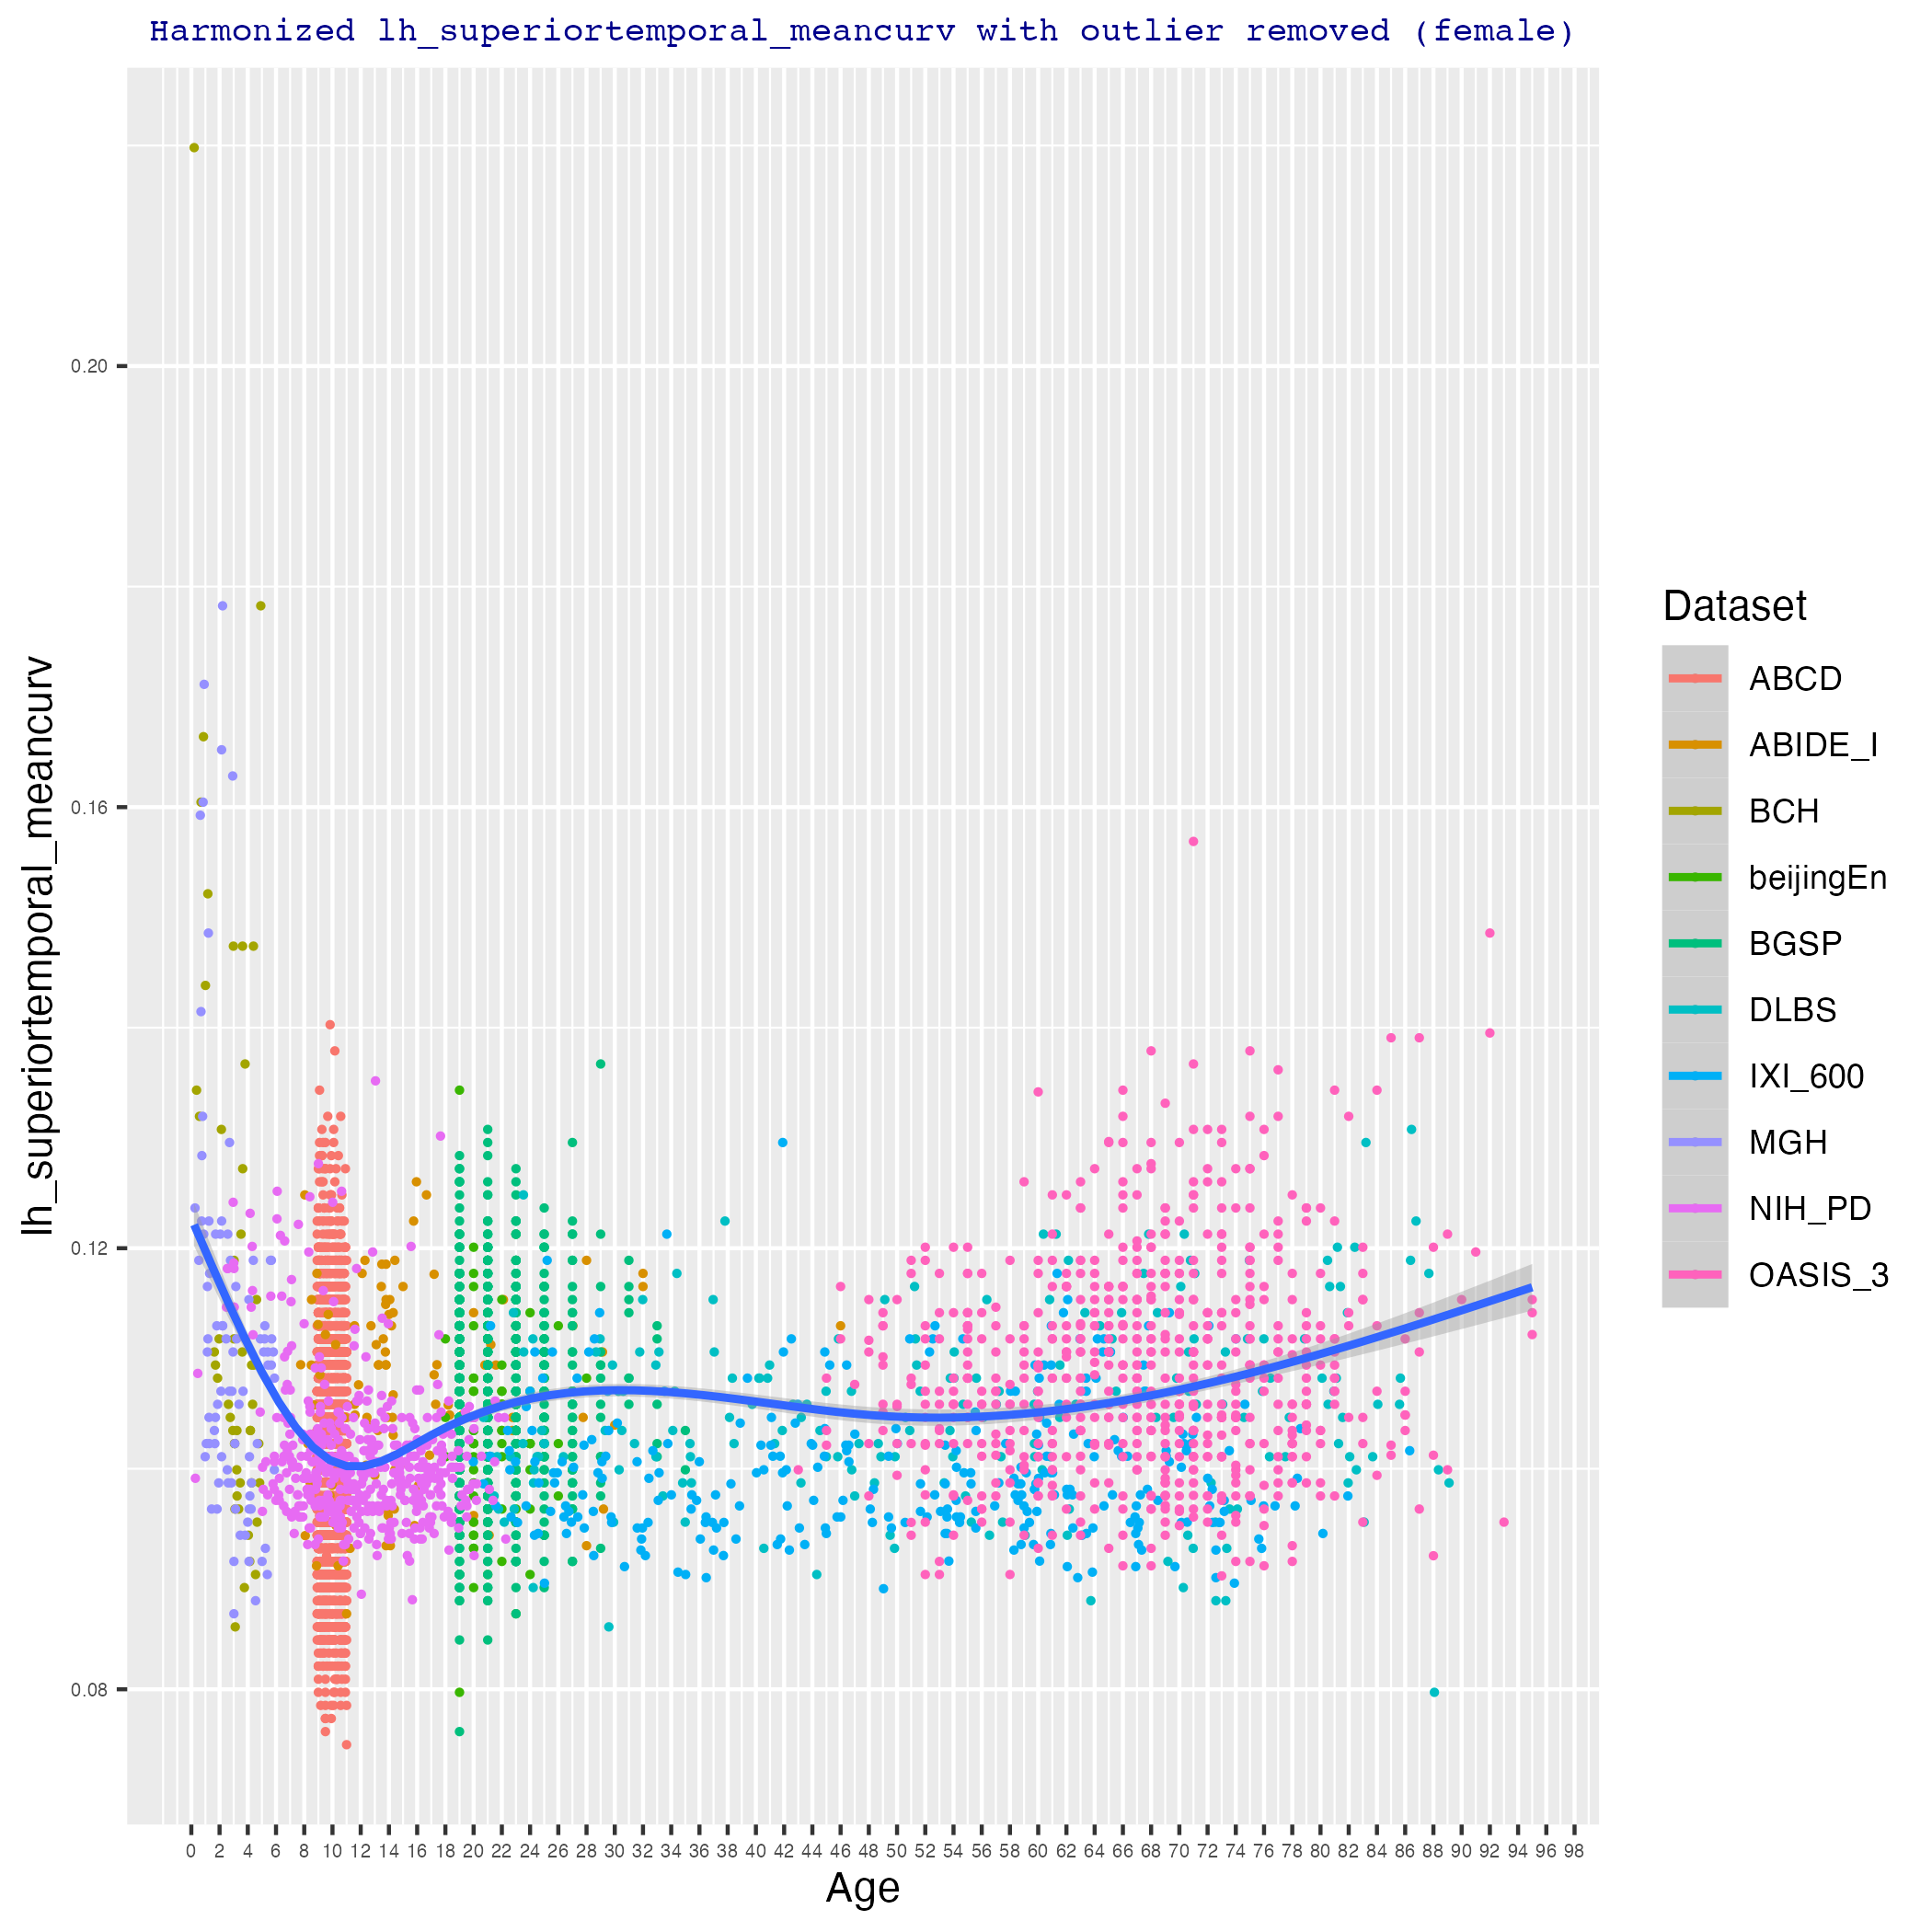 Harmonized lh_superiortemporal_meancurv with outlier removed (female)
lh_superiortemporal_meancurv
0.20
0.16
0.12
0.08
0 2 4 6 8 10 12 14 16 18 20 22 24 26 28 30 32 34 36 38 40 42 44 46 48 50 52 54 56 58 60 62 64 66 68 70 72 74 76 78 80 82 84 86 88 90 92 94 96 98
Age
Dataset
ABCD
ABIDE_I
BCH
beijingEn
BGSP
DLBS
IXI_600
MGH
NIH_PD
OASIS_3